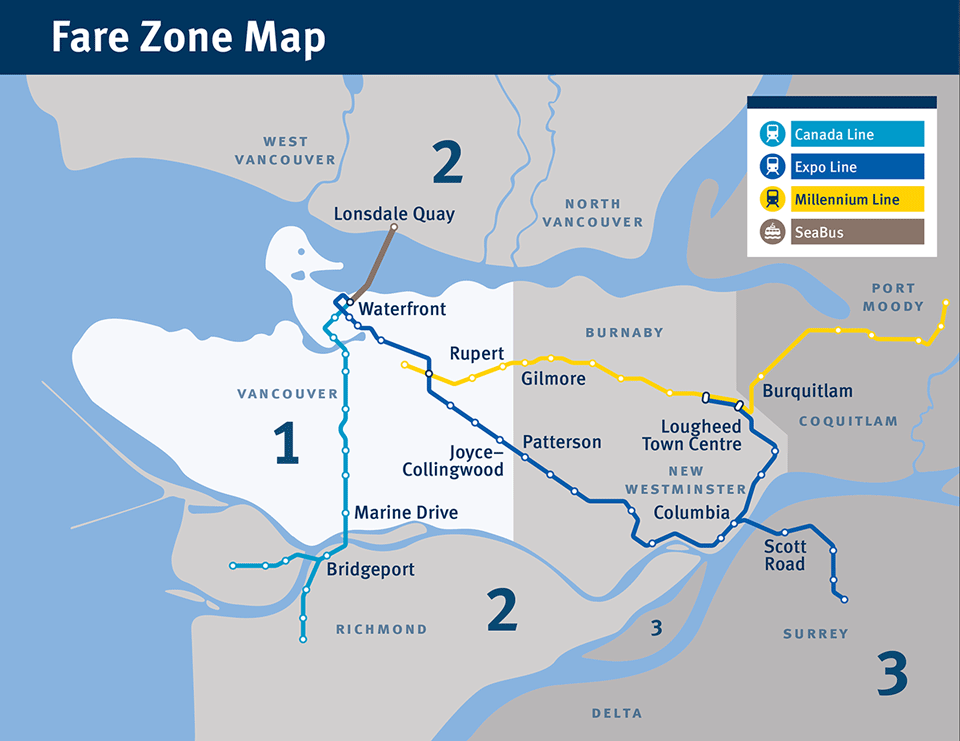 Fare Zone Map
Canada Line
Expo Line
Millennium Line
SeaBus
WEST
VANCOUVER
2
Lonsdale Quay
NORTH
VANCOUVER
PORT
MOODY
Waterfront
BURNABY
Rupert
Gilmore
Burquitlam
VANCOUVER
1
COQUITLAM
Lougheed
Town Centre
Patterson
Joyce–
Collingwood
NEW
WESTMINSTER
Columbia
Marine Drive
Scott
Road
Bridgeport
2
RICHMOND
3
SURREY
3
DELTA